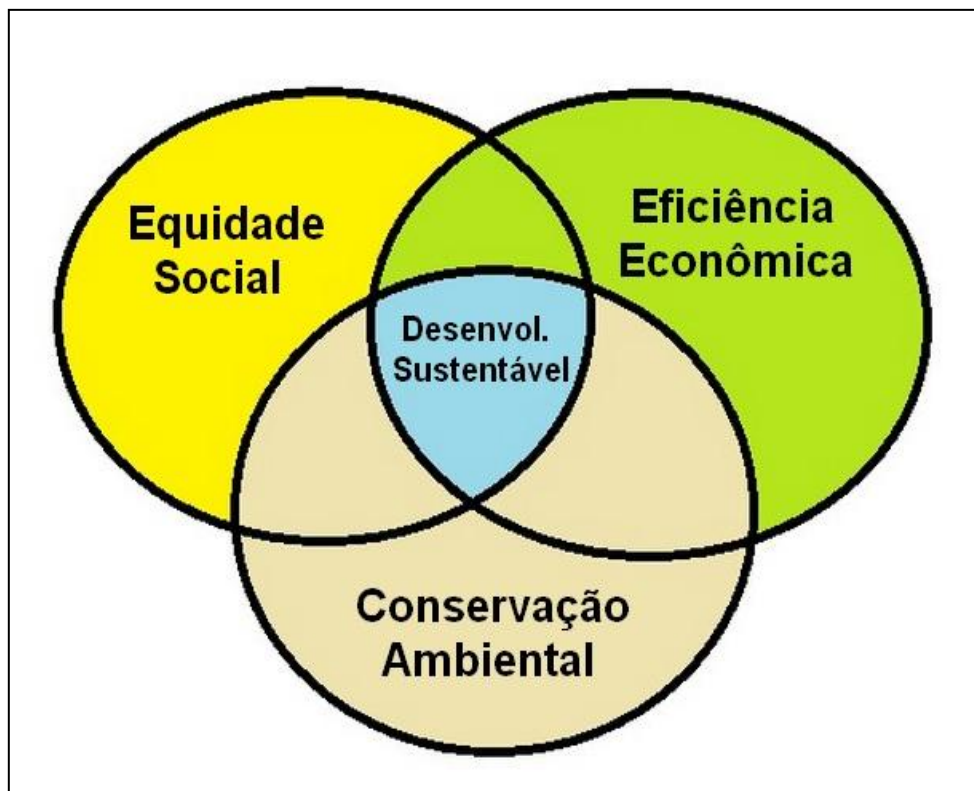 Equidade
Social
Eficiência
Econômica
Desenvol.
Sustentável
Conservação
Ambiental